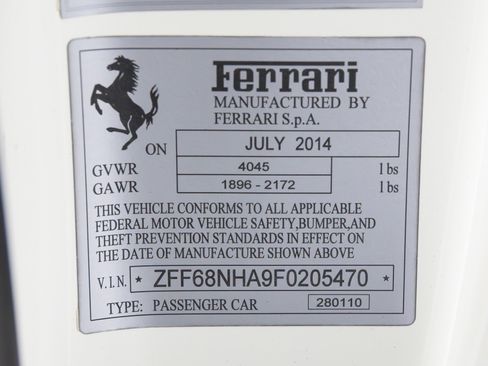 Ferrari
MANUFACTURED BY
FERRARI S.p.A.
ON JULY 2014
GVWR 4045 lbs
GAWR 1896 - 2172 lbs
THIS VEHICLE CONFORMS TO ALL APPLICABLE
FEDERAL MOTOR VEHICLE SAFETY,BUMPER,AND
THEFT PREVENTION STANDARDS IN EFFECT ON
THE DATE OF MANUFACTURE SHOWN ABOVE
V.I.N. * ZFF68NHA9F0205470 *
TYPE: PASSENGER CAR 280110